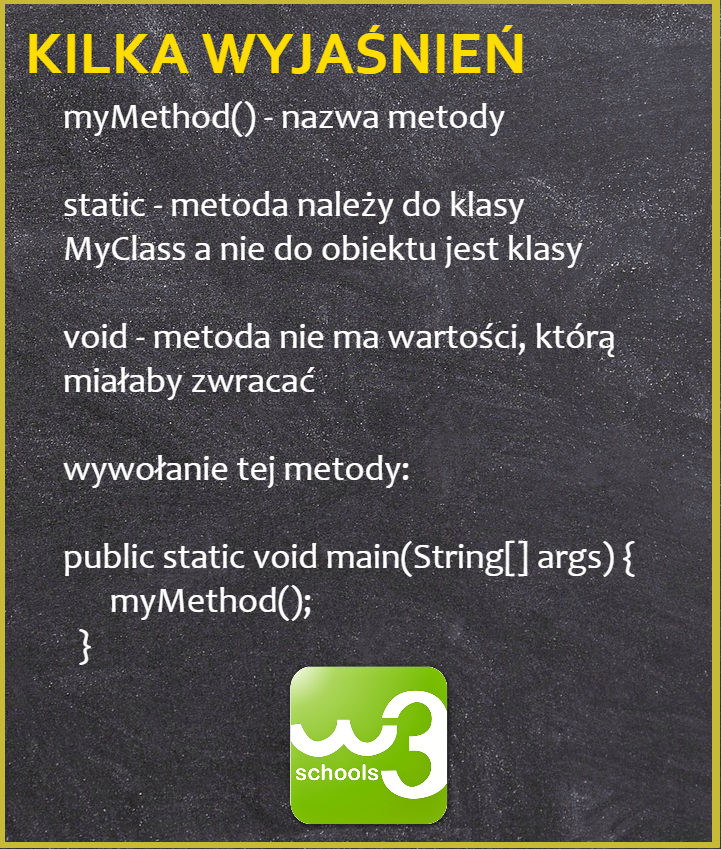 KILKA WYJAŚNIEŃ
myMethod() - nazwa metody
static - metoda należy do klasy
MyClass a nie do obiektu jest klasy
void - metoda nie ma wartości, którą
miałaby zwracać
wywołanie tej metody:
public static void main(String[] args) {
myMethod();
}
w3
schools